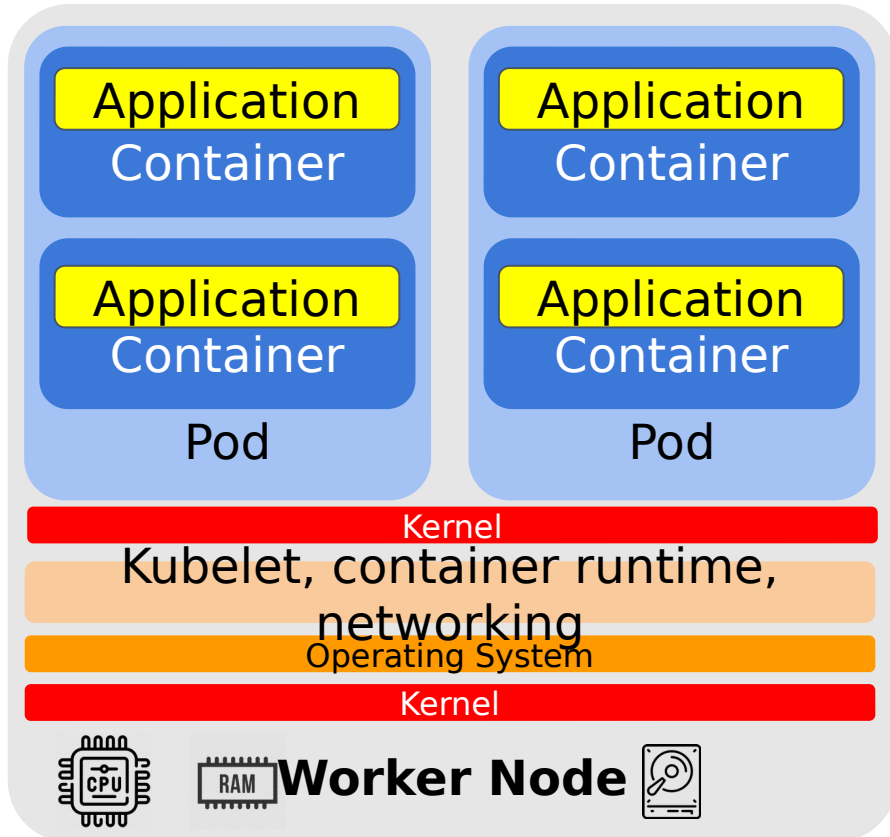 Application
Container
Application
Container
Pod
Application
Container
Application
Container
Pod
Kernel
Kubelet, container runtime,
networking
Operating System
Kernel
CPU
RAM
Worker Node